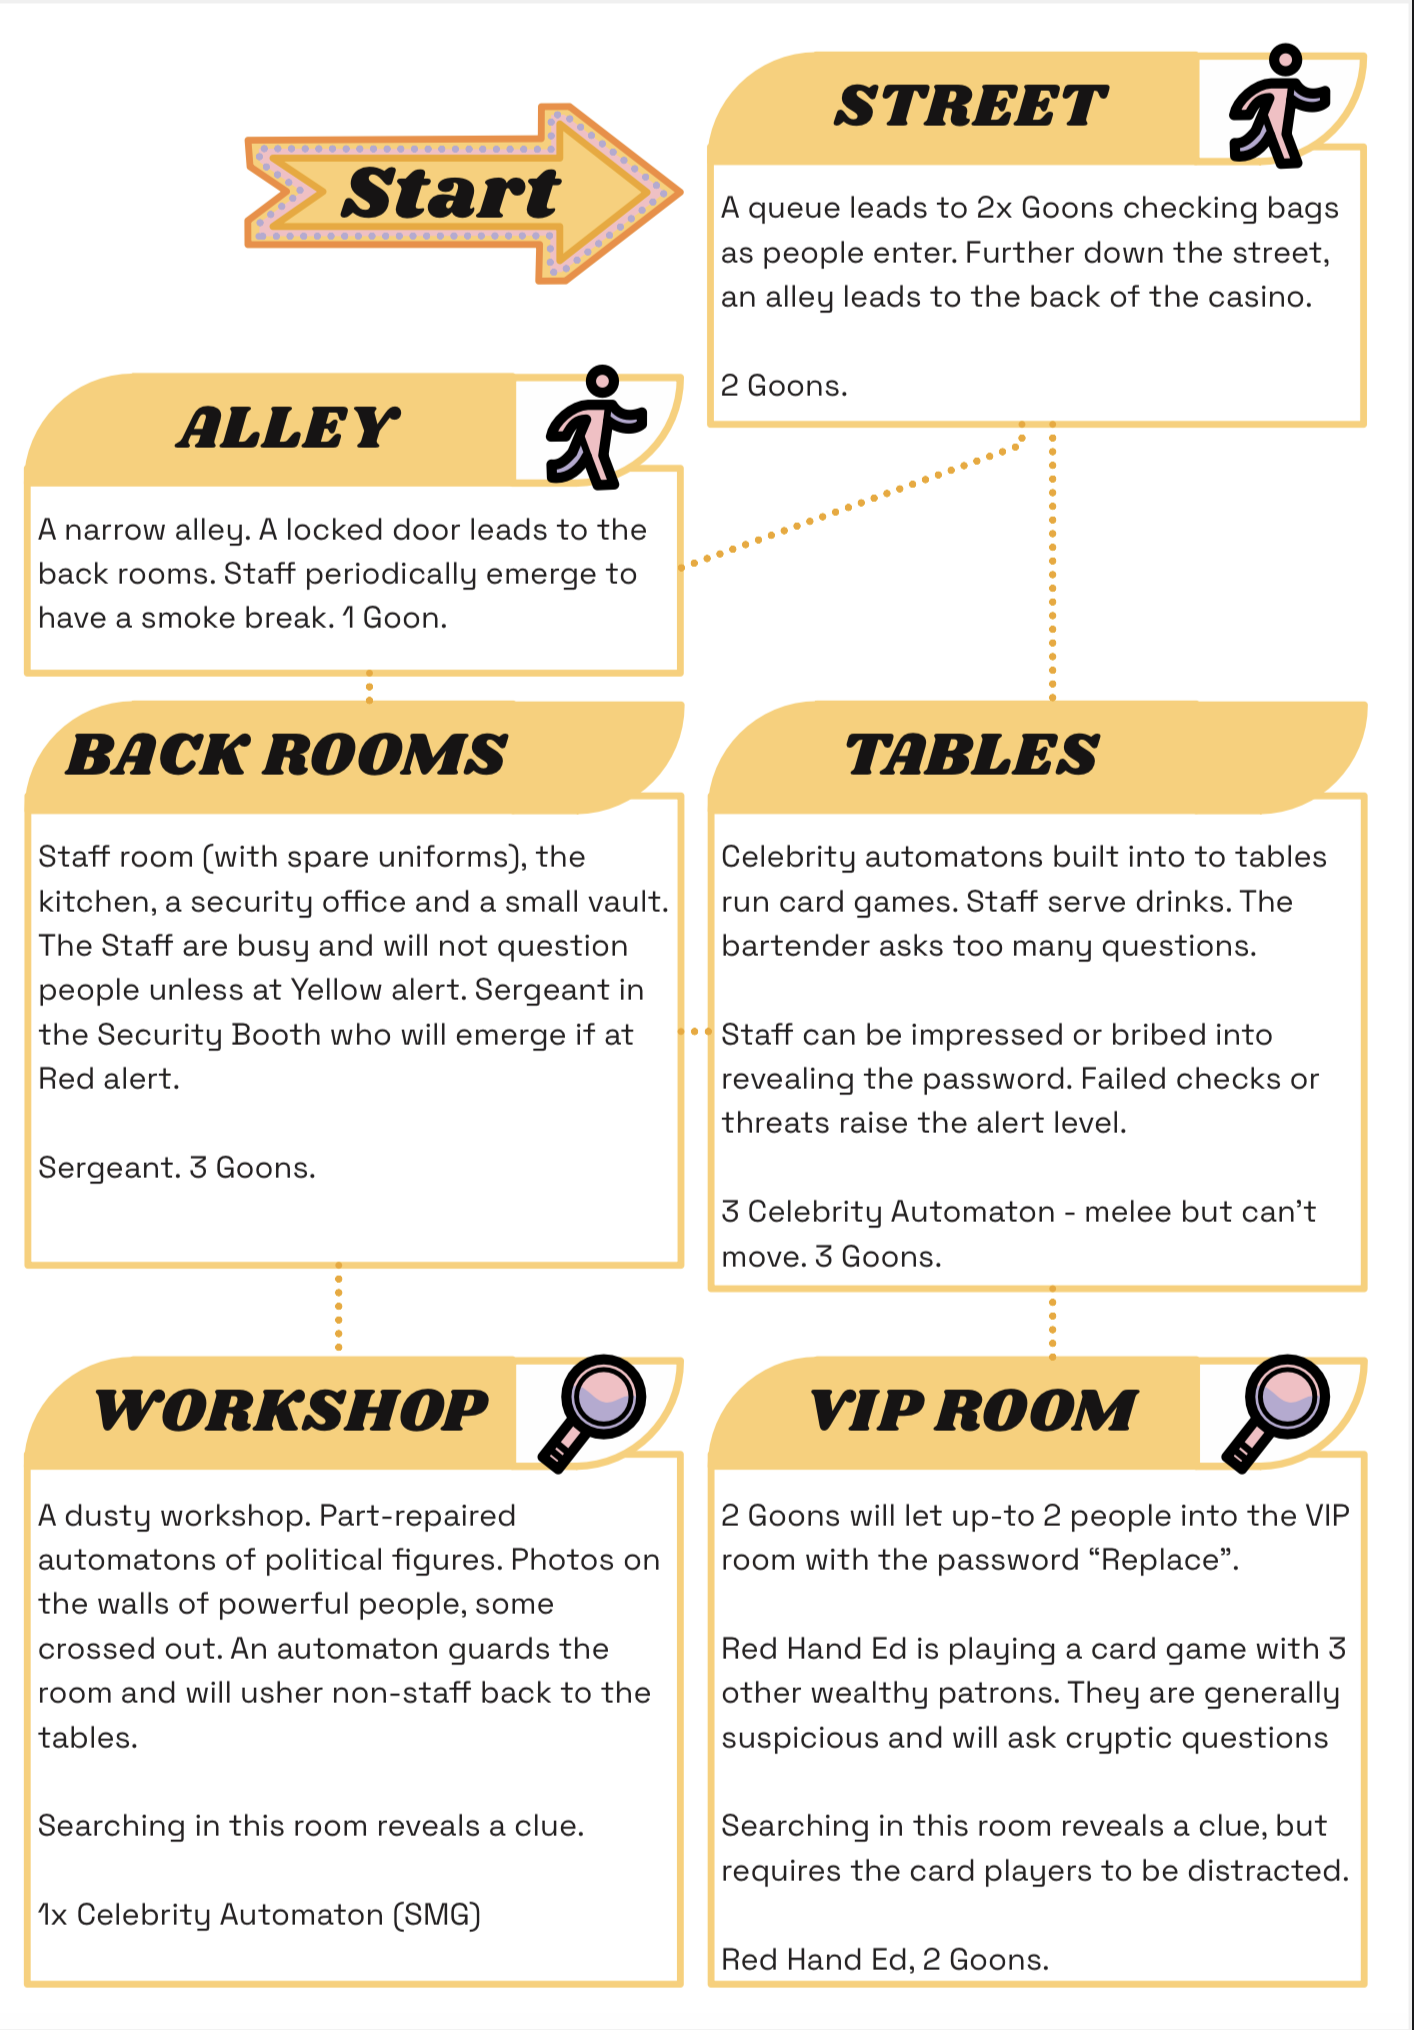 Start
STREET
A queue leads to 2x Goons checking bags
as people enter. Further down the street,
an alley leads to the back of the casino.
2 Goons.
ALLEY
A narrow alley. A locked door leads to the
back rooms. Staff periodically emerge to
have a smoke break. 1 Goon.
BACK ROOMS
Staff room (with spare uniforms), the
kitchen, a security office and a small vault.
The Staff are busy and will not question
people unless at Yellow alert. Sergeant in
the Security Booth who will emerge if at
Red alert.
Sergeant. 3 Goons.
TABLES
Celebrity automatons built into to tables
run card games. Staff serve drinks. The
bartender asks too many questions.
Staff can be impressed or bribed into
revealing the password. Failed checks or
threats raise the alert level.
3 Celebrity Automaton - melee but can't
move. 3 Goons.
WORKSHOP
A dusty workshop. Part-repaired
automatons of political figures. Photos on
the walls of powerful people, some
crossed out. An automaton guards the
room and will usher non-staff back to the
tables.
Searching in this room reveals a clue.
1x Celebrity Automaton (SMG)
VIP ROOM
2 Goons will let up-to 2 people into the VIP
room with the password “Replace”.
Red Hand Ed is playing a card game with 3
other wealthy patrons. They are generally
suspicious and will ask cryptic questions
Searching in this room reveals a clue, but
requires the card players to be distracted.
Red Hand Ed, 2 Goons.